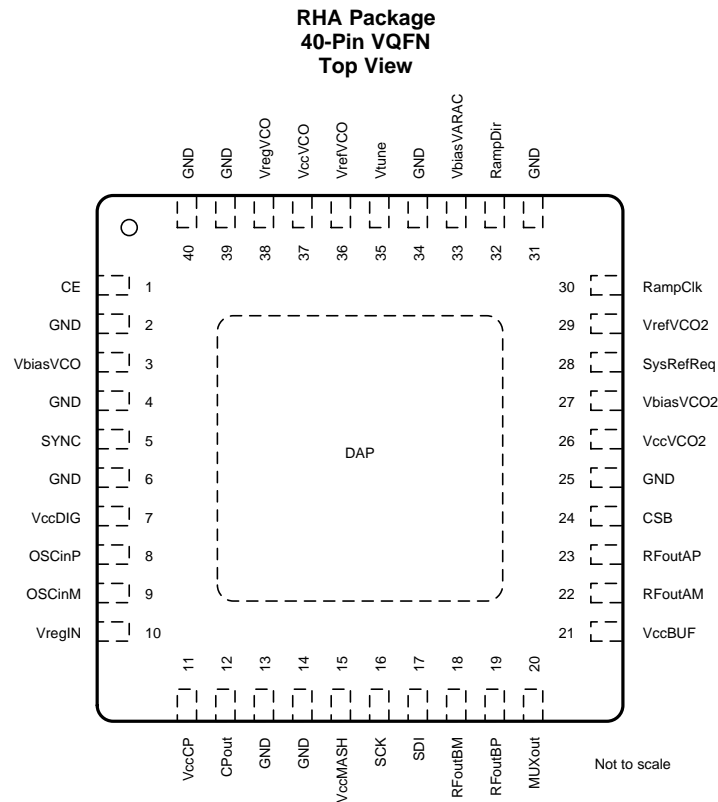 RHA Package
40-Pin VQFN
Top View
GND
GND
VregVCO
VccVCO
VrefVCO
Vtune
GND
VbiasVARAC
RampDir
GND
40
39
38
37
36
35
34
33
32
31
CE 1
GND 2
VbiasVCO 3
GND 4
SYNC 5
GND 6
VccDIG 7
OSCinP 8
OSCinM 9
VregIN 10
DAP
30 RampClk
29 VrefVCO2
28 SysRefReq
27 VbiasVCO2
26 VccVCO2
25 GND
24 CSB
23 RFoutAP
22 RFoutAM
21 VccBUF
11
12
13
14
15
16
17
18
19
20
VccCP
CPout
GND
GND
VccMASH
SCK
SDI
RFoutBM
RFoutBP
MUXout
Not to scale